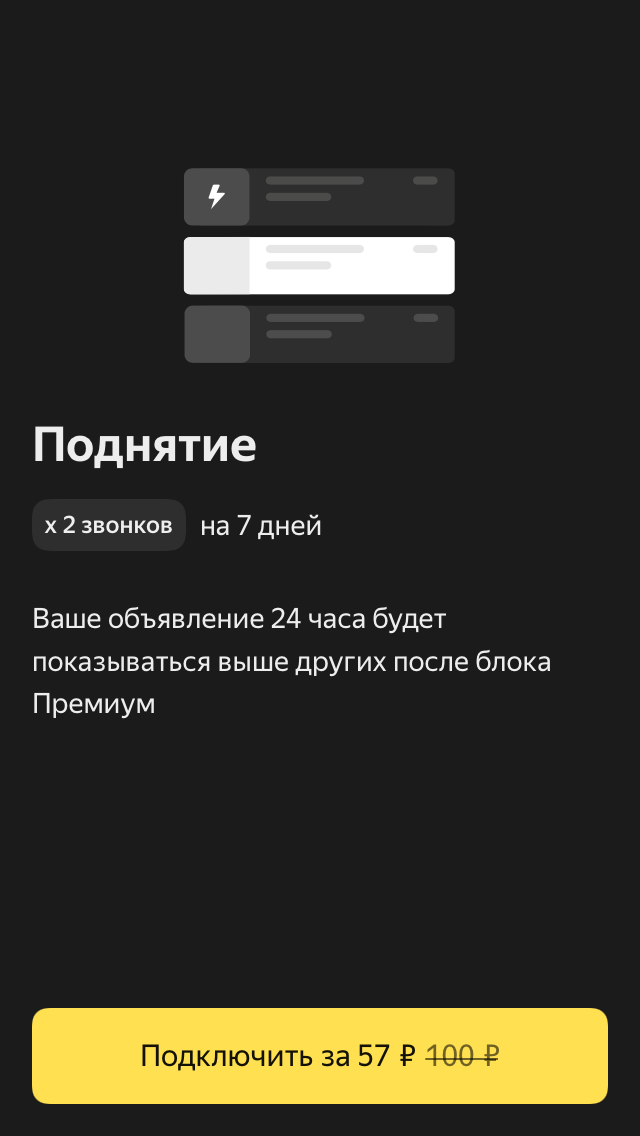 Поднятие
х 2 звонков на 7 дней
Ваше объявление 24 часа будет
показываться выше других после блока
Премиум
Подключить за 57 ₽ 100 ₽